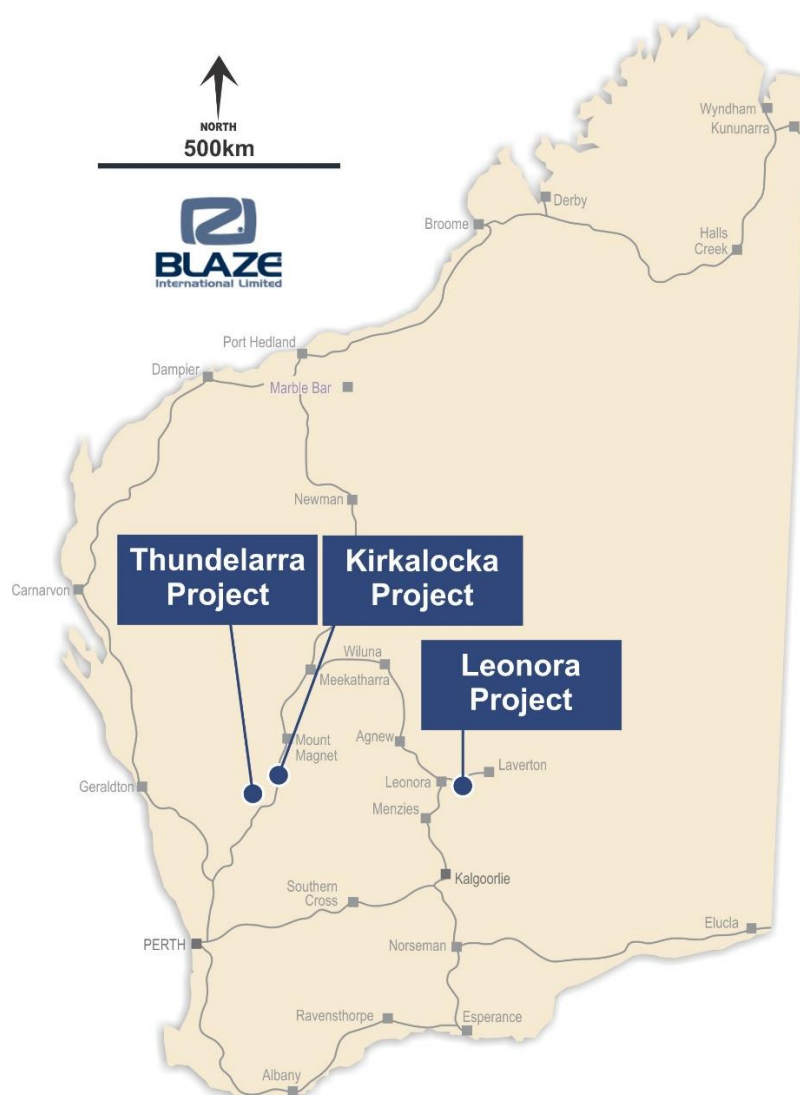 NORTH
500km
BLAZE
International Limited
Wyndham
Kununarra
Derby
Broome
Halls
Creek
Port Hedland
Dampier
Marble Bar
Newman
Thundelarra
Project
Kirkalocka
Project
Carnarvon
Wiluna
Meekatharra
Leonora
Project
Mount
Magnet
Agnew
Laverton
Leonora
Geraldton
Menzies
Kalgoorlie
Southern
Cross
Elucla
PERTH
Norseman
Ravensthorpe
Esperance
Albany